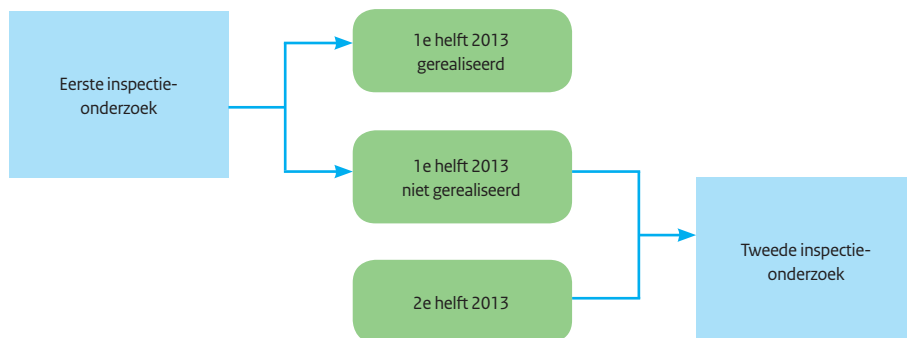 Eerste inspectie-
onderzoek
1e helft 2013
gerealiseerd
1e helft 2013
niet gerealiseerd
2e helft 2013
Tweede inspectie-
onderzoek